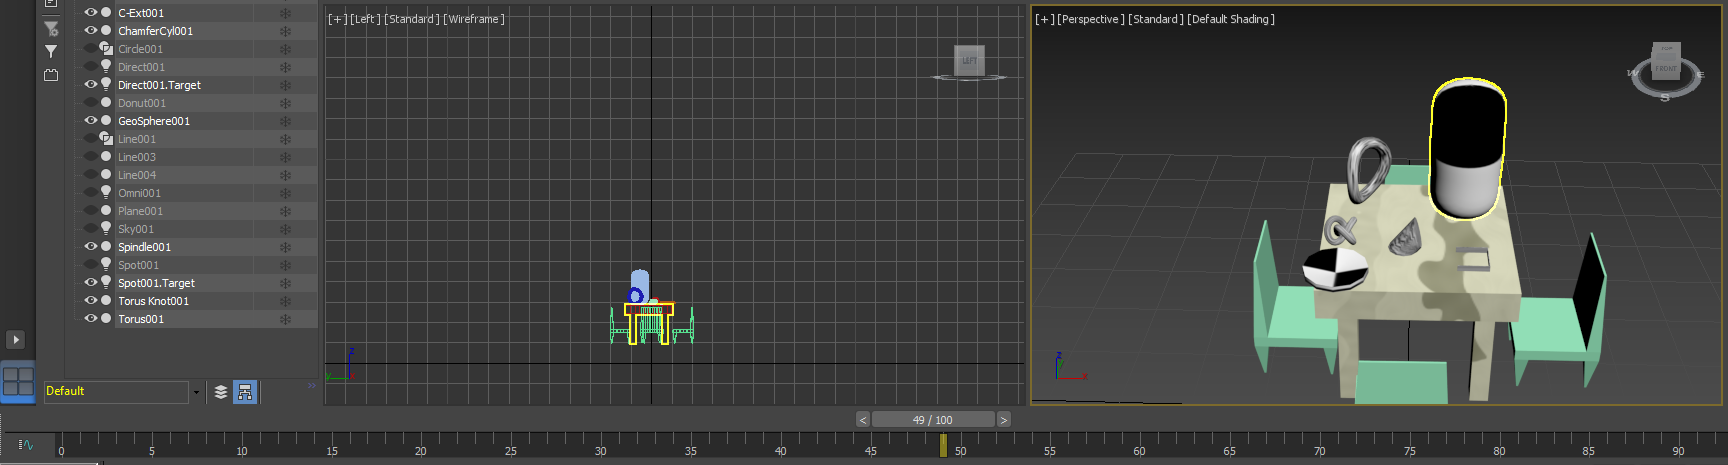 C-Ext001
ChamferCyl001
Circle001
Direct001
Direct001.Target
Donut001
GeoSphere001
Line001
Line003
Line004
Omni001
Plane001
Sky001
Spindle001
Spot001
Spot001.Target
Torus Knot001
Torus001
Default
[+] [Left] [Standard] [Wireframe]
LEFT
z
y
[+] [Perspective] [Standard] [Default Shading]
TOP
FRONT
W
E
S
z
y
x
< 49 / 100 >
0 5 10 15 20 25 30 35 40 45 50 55 60 65 70 75 80 85 90